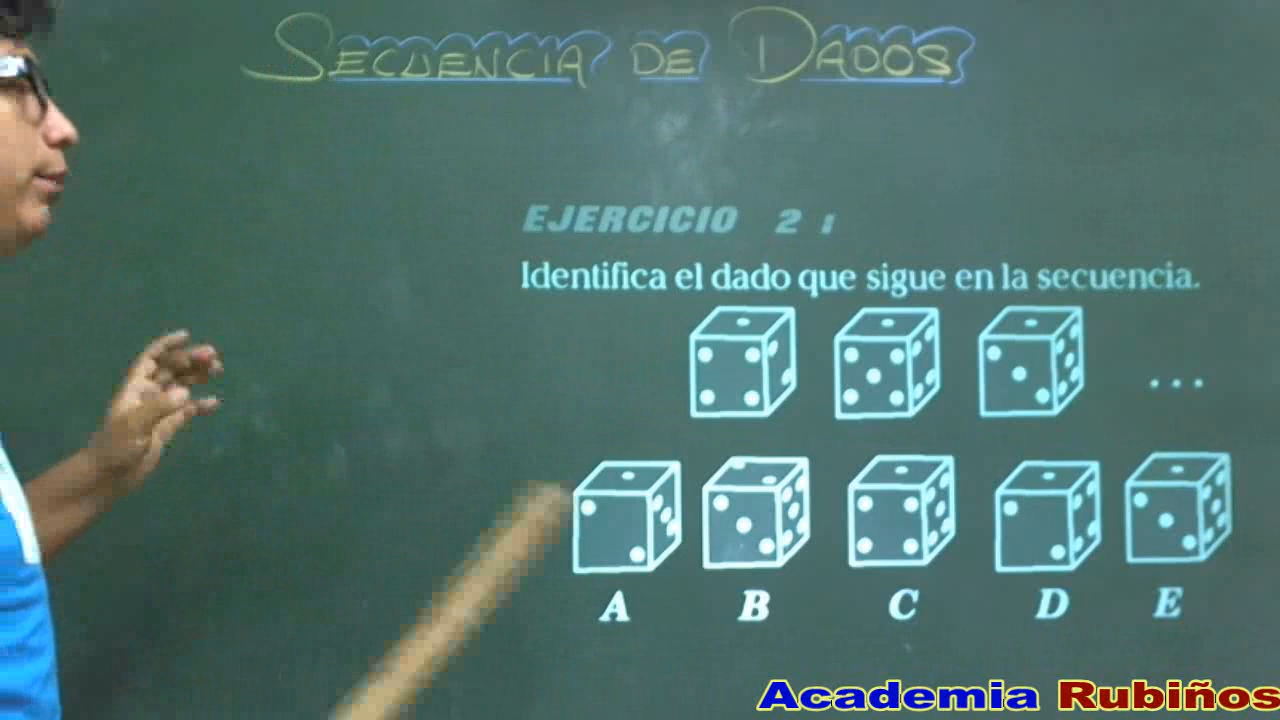 SECUENCIA DE DADOS
EJERCICIO 2 :
Identifica el dado que sigue en la secuencia.
...
A B C D E
Academia Rubiños